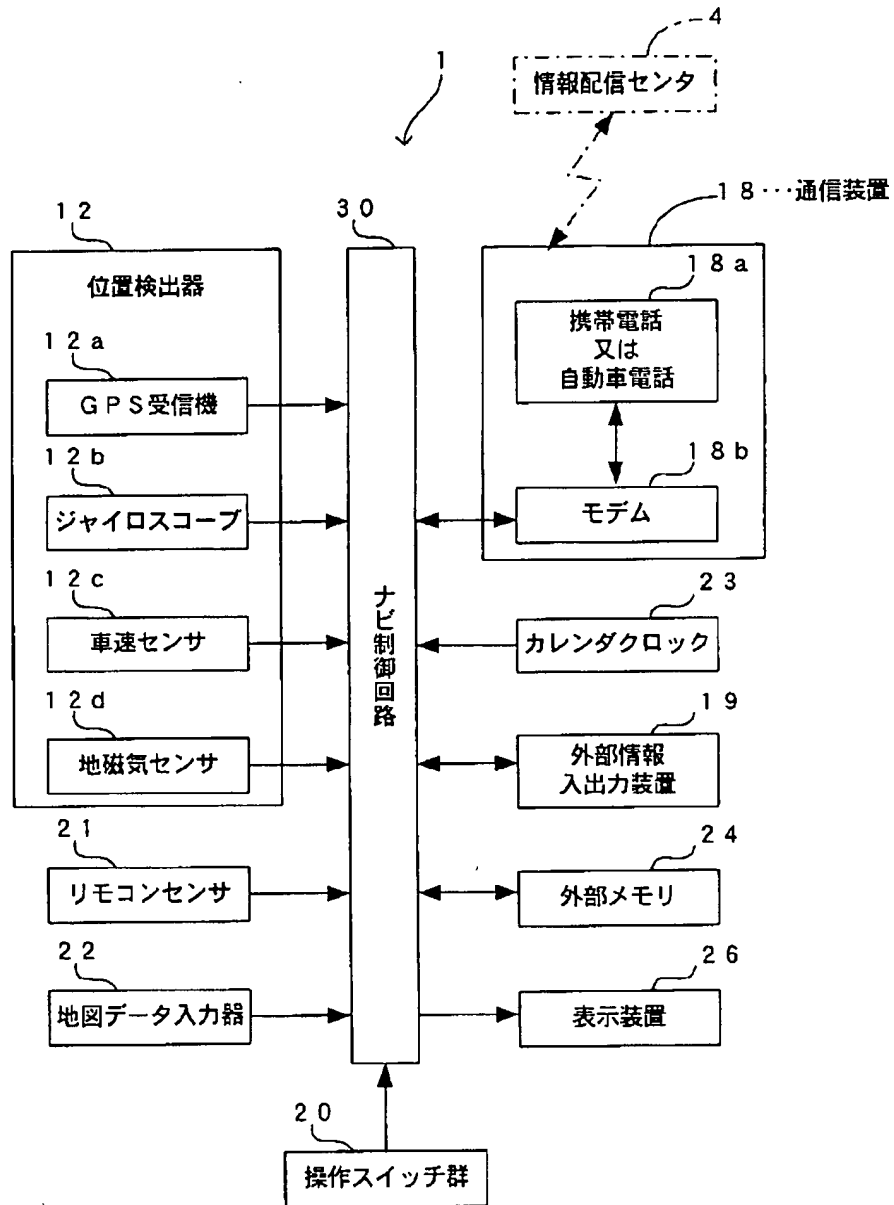 4
1
情報配信センタ
18…通信装置
12
30
位置検出器
18a
携帯電話
又は
自動車電話
12a
GPS受信機
12b
18b
ジャイロスコープ
モデム
ナビ制御回路
12c
23
車速センサ
カレンダクロック
12d
19
地磁気センサ
外部情報
入出力装置
21
24
リモコンセンサ
外部メモリ
22
26
地図データ入力器
表示装置
20
操作スイッチ群